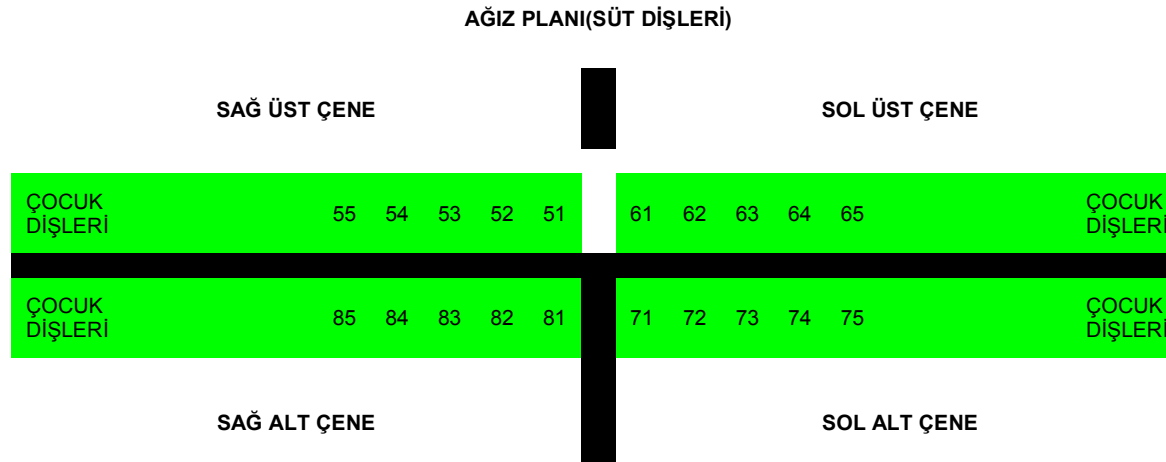 AĞIZ PLANI(SÜT DİŞLERİ)
SAĞ ÜST ÇENE SOL ÜST ÇENE
ÇOCUK DİŞLERİ 55 54 53 52 51 61 62 63 64 65 ÇOCUK DİŞLERİ
ÇOCUK DİŞLERİ 85 84 83 82 81 71 72 73 74 75 ÇOCUK DİŞLERİ
SAĞ ALT ÇENE SOL ALT ÇENE